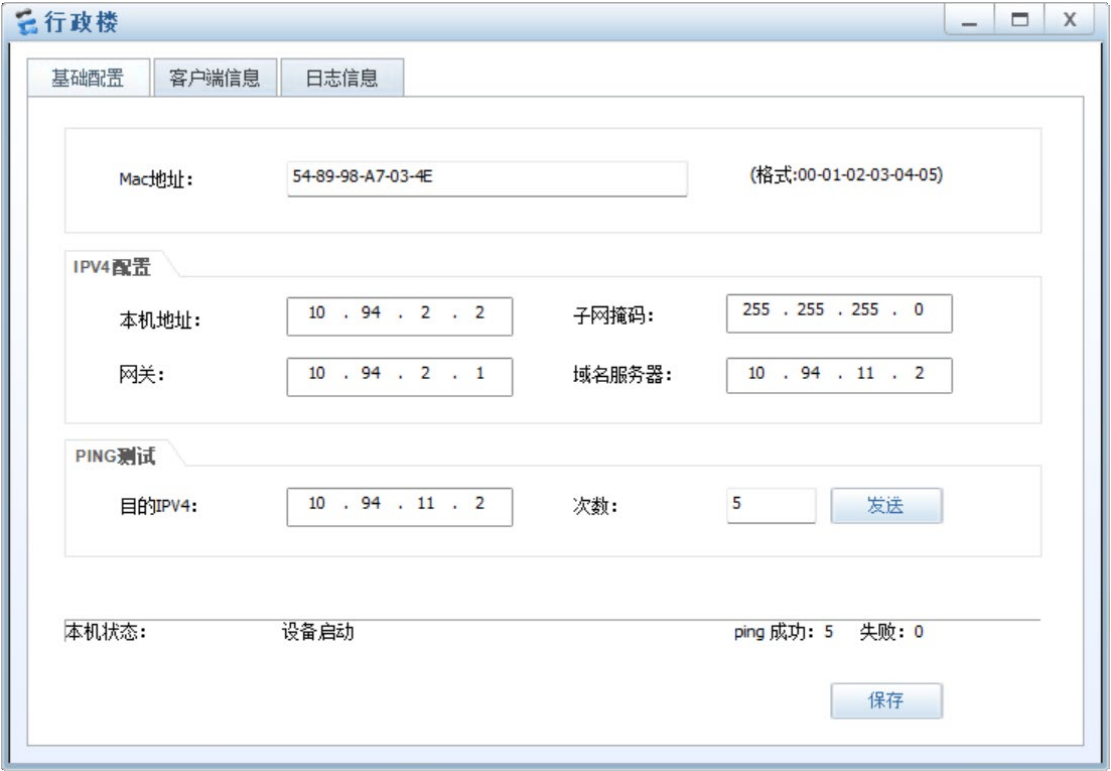 行政楼
基础配置 客户端信息 日志信息
Mac地址: 54-89-98-A7-03-4E (格式:00-01-02-03-04-05)
IPV4配置
本机地址: 10 . 94 . 2 . 2 子网掩码: 255 . 255 . 255 . 0
网关: 10 . 94 . 2 . 1 域名服务器: 10 . 94 . 11 . 2
PING测试
目的IPV4: 10 . 94 . 11 . 2 次数: 5 发送
本机状态: 设备启动 ping 成功: 5 失败: 0
保存